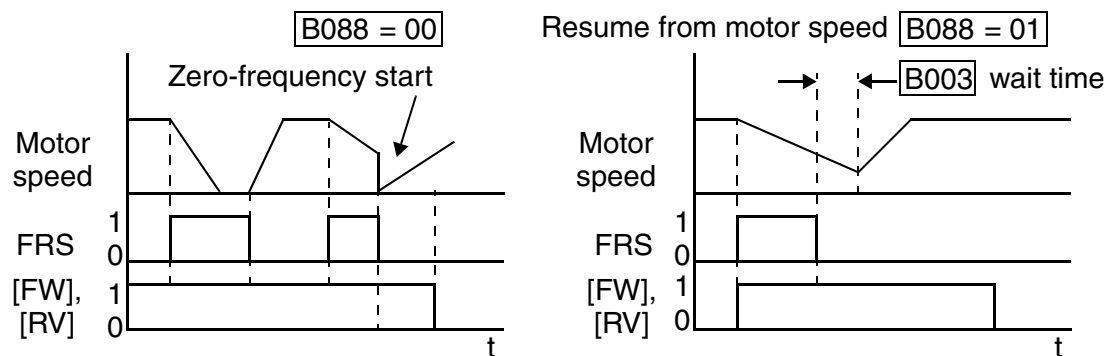 B088 = 00
Zero-frequency start
Motor
speed
FRS
1
0
[FW],
[RV]
1
0
t
Resume from motor speed B088 = 01
B003 wait time
Motor
speed
FRS
1
0
[FW],
[RV]
1
0
t